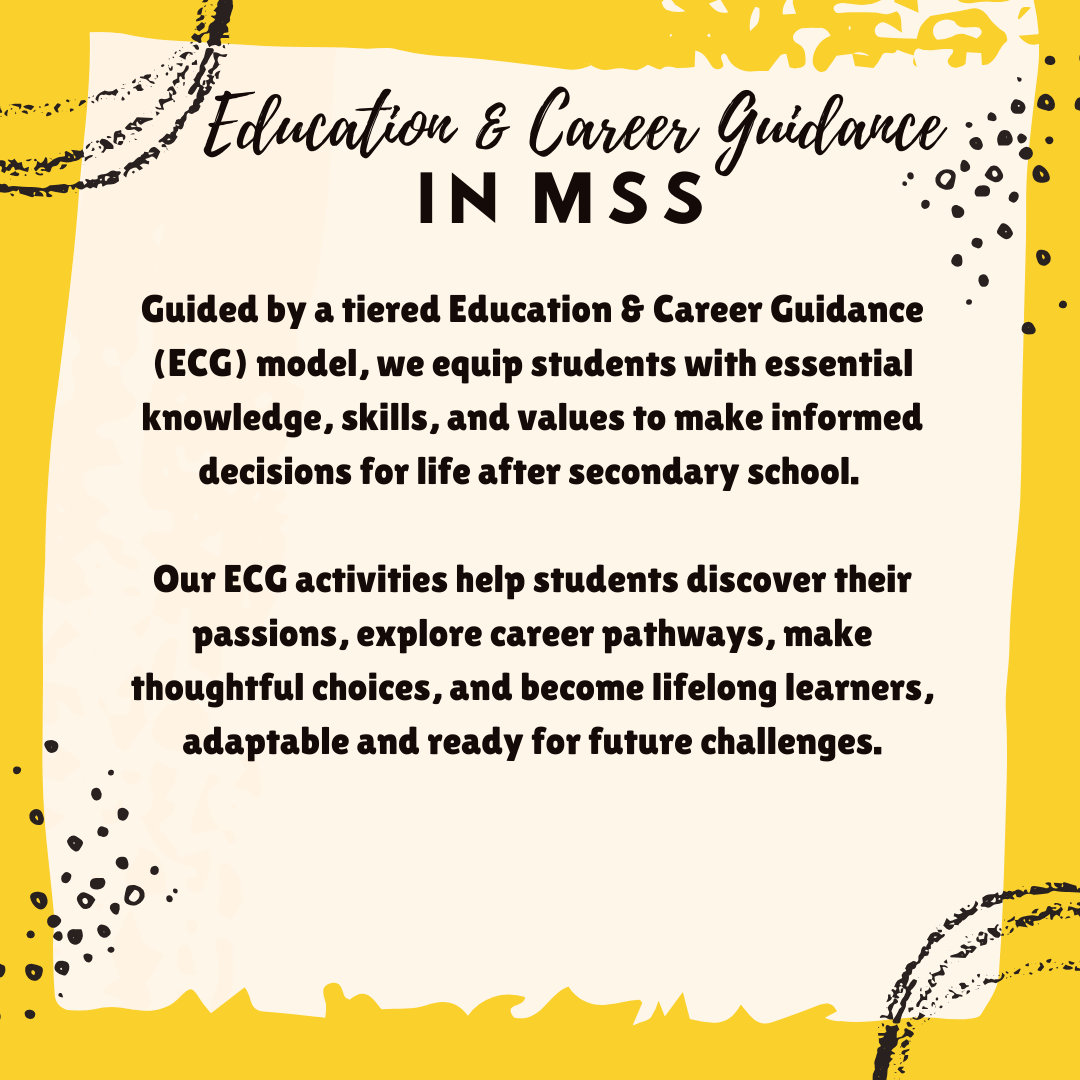 Education & Career Guidance
IN MSS
Guided by a tiered Education & Career Guidance
(ECG) model, we equip students with essential
knowledge, skills, and values to make informed
decisions for life after secondary school.
Our ECG activities help students discover their
passions, explore career pathways, make
thoughtful choices, and become lifelong learners,
adaptable and ready for future challenges.